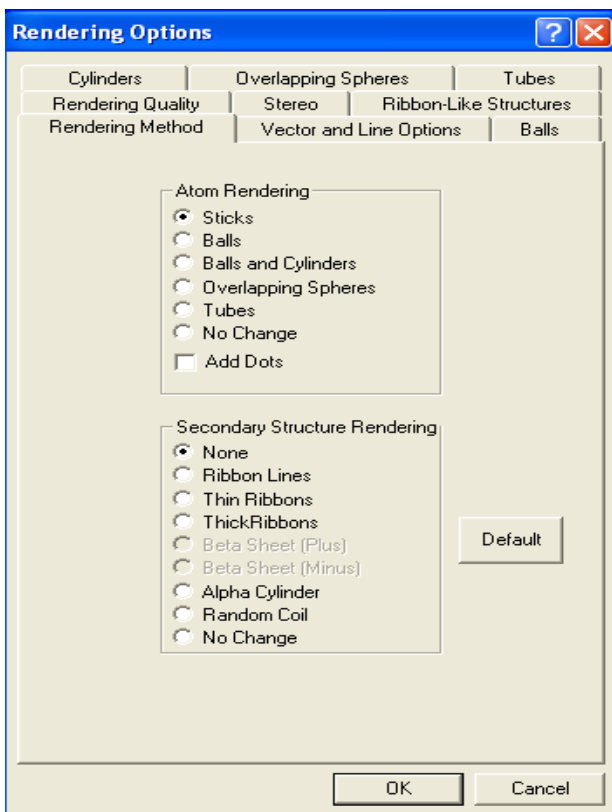 Rendering Options
Cylinders Overlapping Spheres Tubes
Rendering Quality Stereo Ribbon-Like Structures
Rendering Method Vector and Line Options Balls
Atom Rendering
Sticks
Balls
Balls and Cylinders
Overlapping Spheres
Tubes
No Change
Add Dots
Secondary Structure Rendering
None
Ribbon Lines
Thin Ribbons
ThickRibbons
Beta Sheet (Plus)
Beta Sheet (Minus)
Alpha Cylinder
Random Coil
No Change
Default
OK Cancel